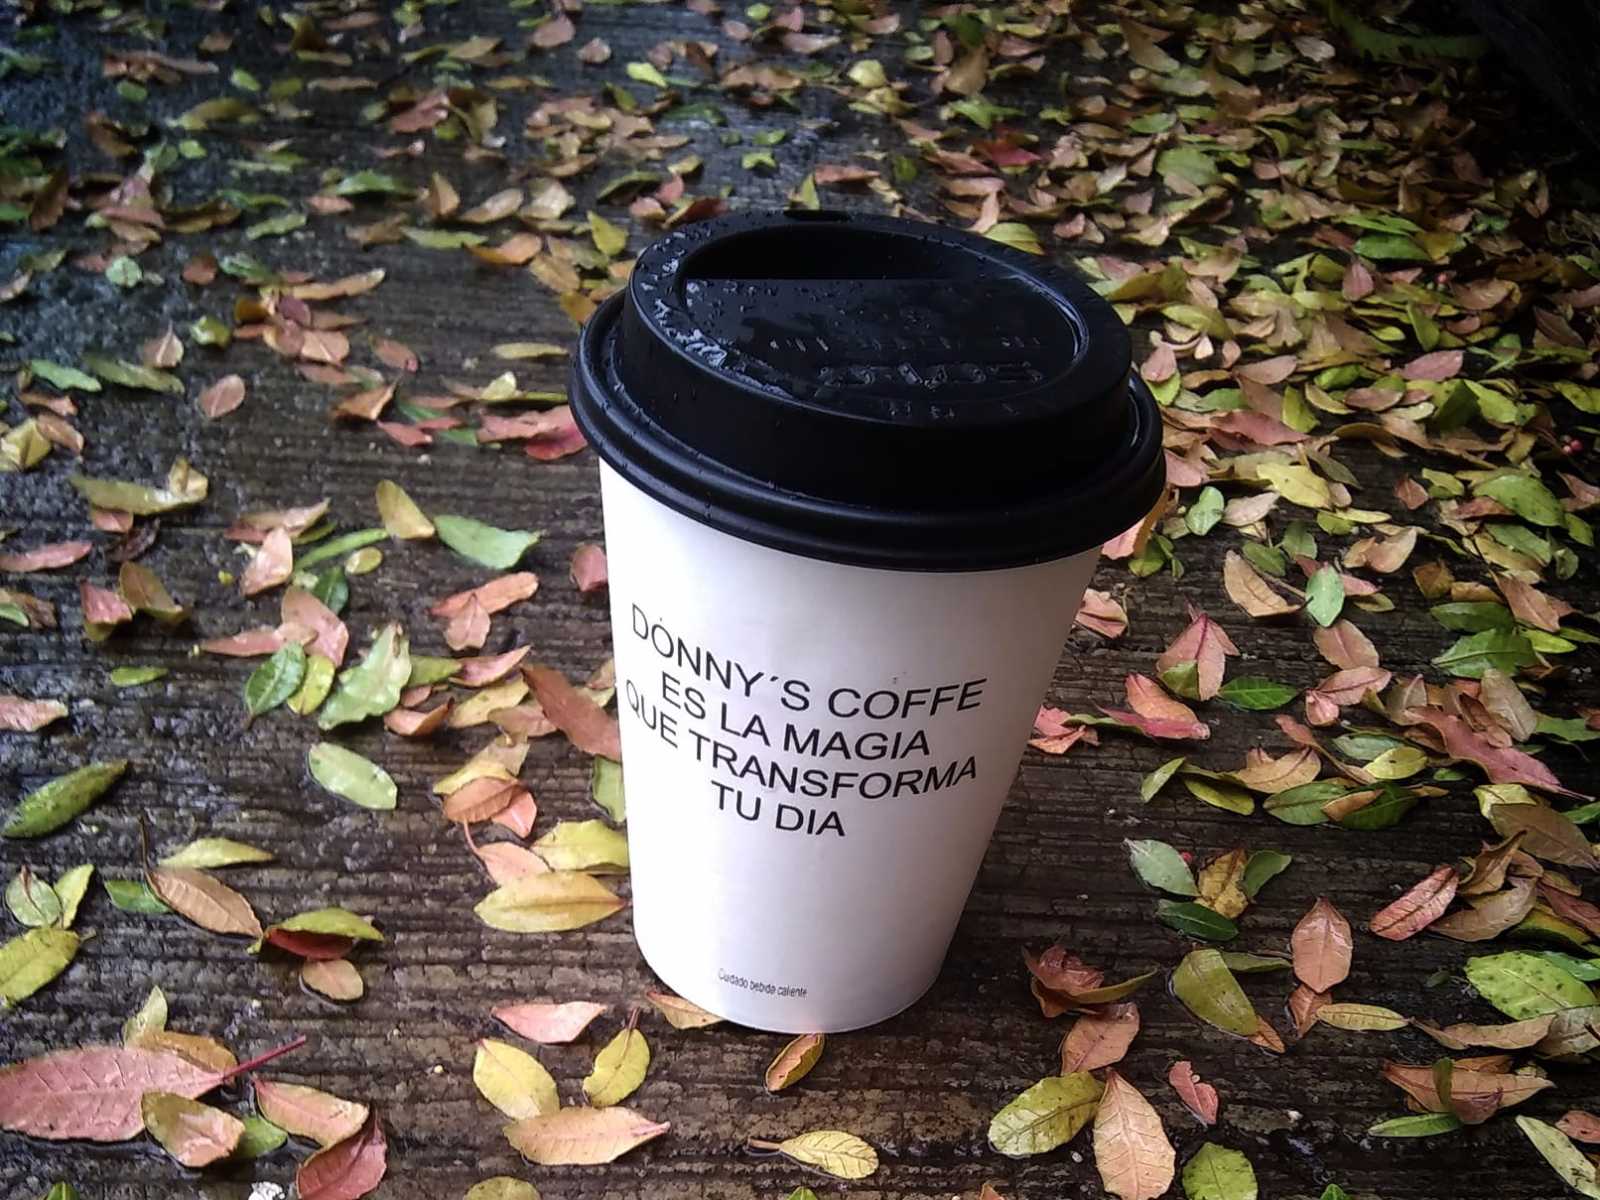 DONNY´S COFFE
ES LA MAGIA
QUE TRANSFORMA
TU DIA
Cuidado bebida caliente